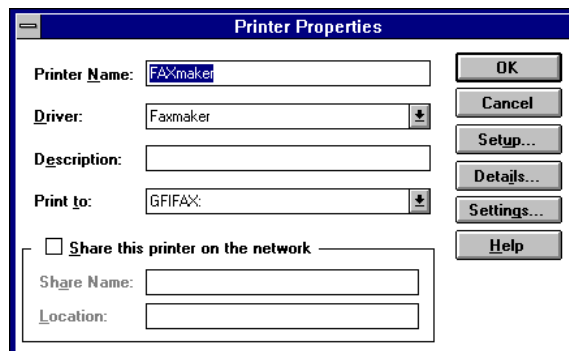 Printer Properties
Printer Name: FAXmaker
Driver: Faxmaker
Description:
Print to: GFIFAX:
Share this printer on the network
Share Name:
Location:
OK
Cancel
Setup...
Details...
Settings...
Help